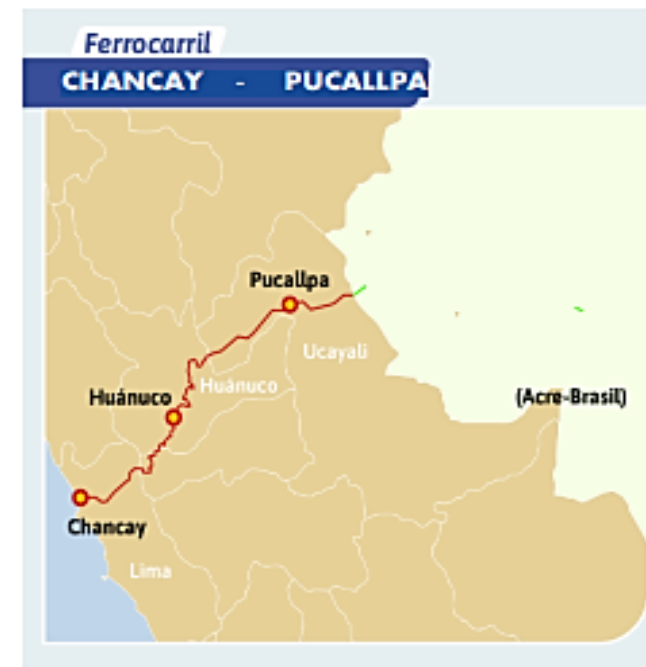 Ferrocarril
CHANCAY - PUCALLPA
Pucallpa
Ucayali
Huánuco
Huánuco
(Acre-Brasil)
Chancay
Lima